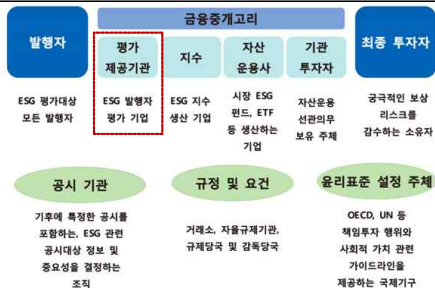 금융중개고리
발행자
평가
제공기관
지수
자산
운용사
기관
투자자
최종 투자자
ESG 평가대상
모든 발행자
ESG 발행자
평가 기업
ESG 지수
생산 기업
시장 ESG
펀드, ETF
등 생산하는
기업
자산운용
선관의무
보유 주체
궁극적인 보상
리스크를
감수하는 소유자
공시 기관
규정 및 요건
윤리표준 설정 주체
기후에 특정한 공시를
포함하는, ESG 관련
공시대상 정보 및
중요성을 결정하는
조직
거래소, 자율규제기관,
규제당국 및 감독당국
OECD, UN 등
책임투자 행위와
사회적 가치 관련
가이드라인을
제공하는 국제기구